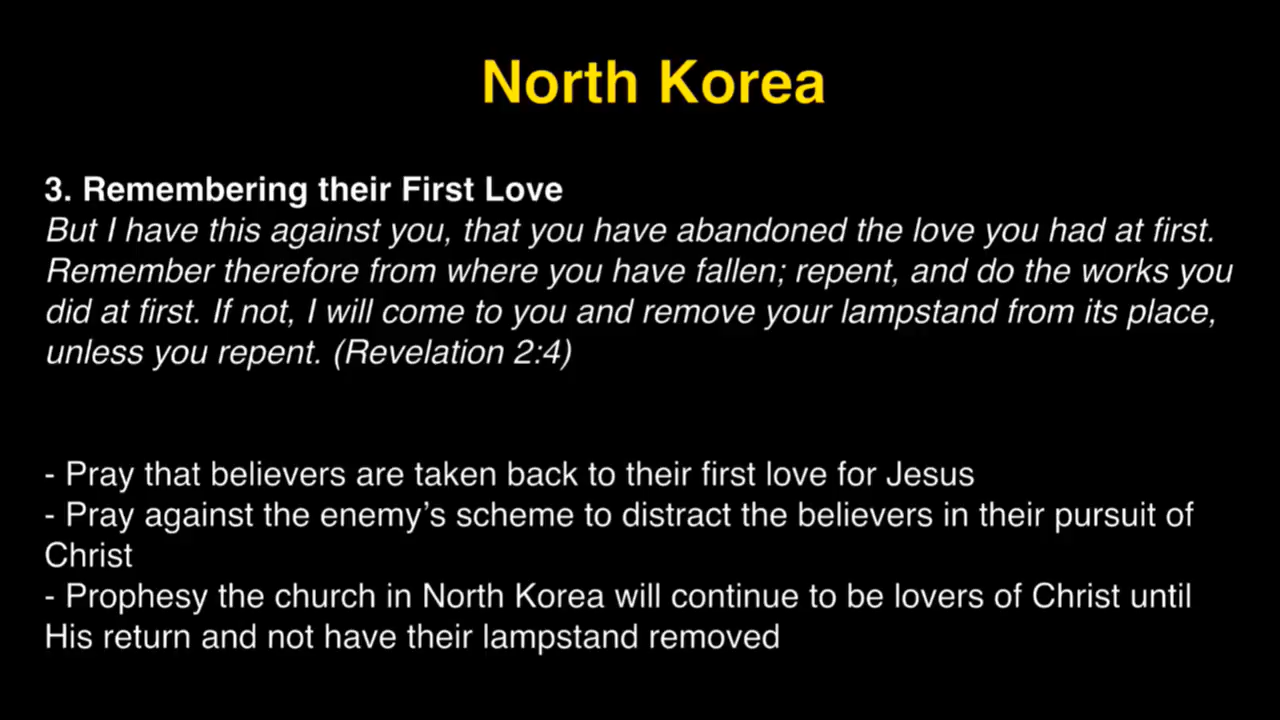 North Korea
3. Remembering their First Love
But I have this against you, that you have abandoned the love you had at first.
Remember therefore from where you have fallen; repent, and do the works you
did at first. If not, I will come to you and remove your lampstand from its place,
unless you repent. (Revelation 2:4)
- Pray that believers are taken back to their first love for Jesus
- Pray against the enemy’s scheme to distract the believers in their pursuit of
Christ
- Prophesy the church in North Korea will continue to be lovers of Christ until
His return and not have their lampstand removed